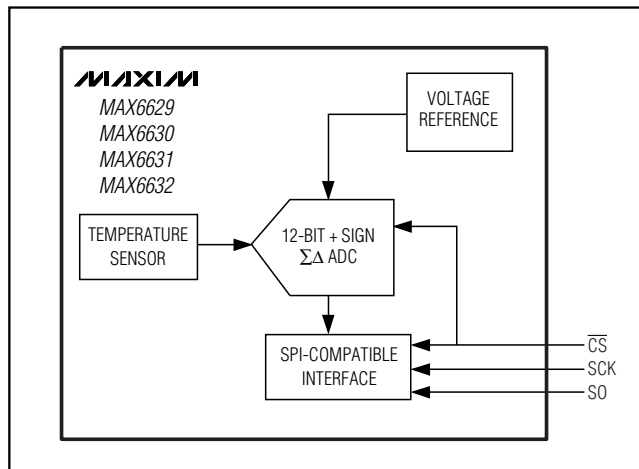 MAXIM
MAX6629
MAX6630
MAX6631
MAX6632
VOLTAGE
REFERENCE
TEMPERATURE
SENSOR
12-BIT + SIGN
ΣΔ ADC
SPI-COMPATIBLE
INTERFACE
C̅S̅
SCK
SO